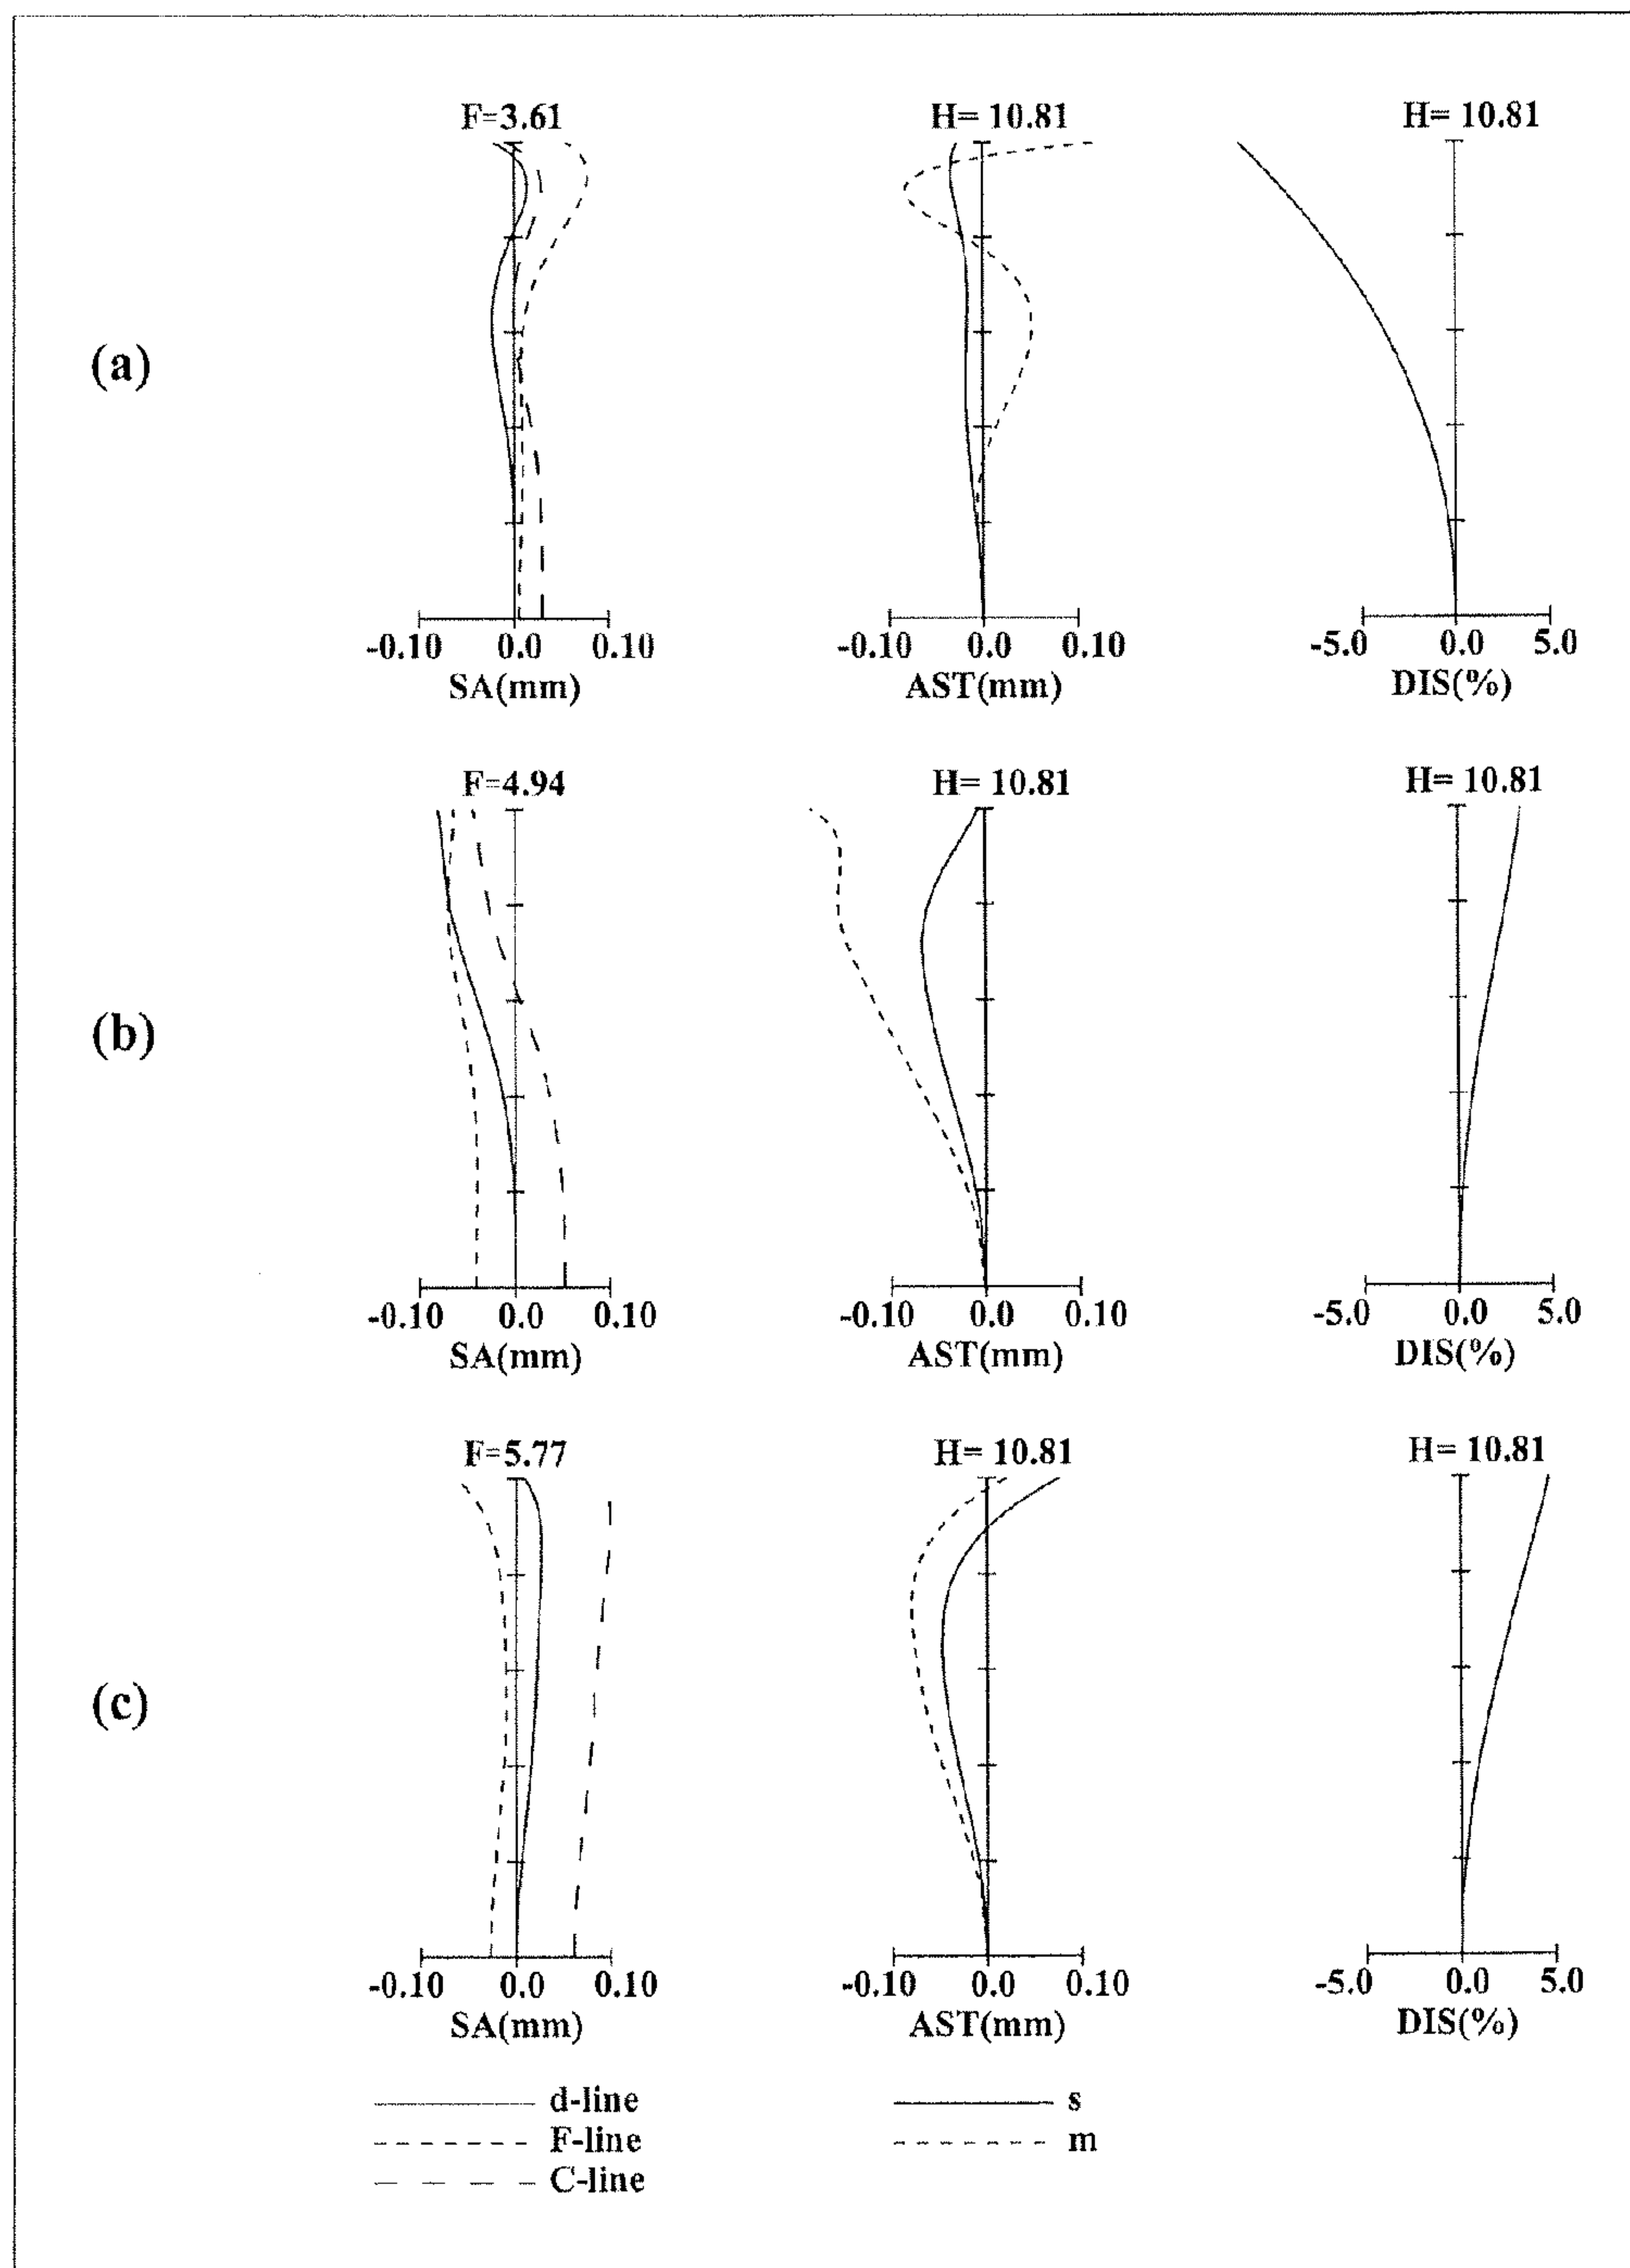 F=3.61 H= 10.81 H= 10.81
(a)
-0.10 0.0 0.10 -0.10 0.0 0.10 -5.0 0.0 5.0
SA(mm) AST(mm) DIS(%)
F=4.94 H= 10.81 H= 10.81
(b)
-0.10 0.0 0.10 -0.10 0.0 0.10 -5.0 0.0 5.0
SA(mm) AST(mm) DIS(%)
F=5.77 H= 10.81 H= 10.81
(c)
-0.10 0.0 0.10 -0.10 0.0 0.10 -5.0 0.0 5.0
SA(mm) AST(mm) DIS(%)
d-line s
F-line m
C-line